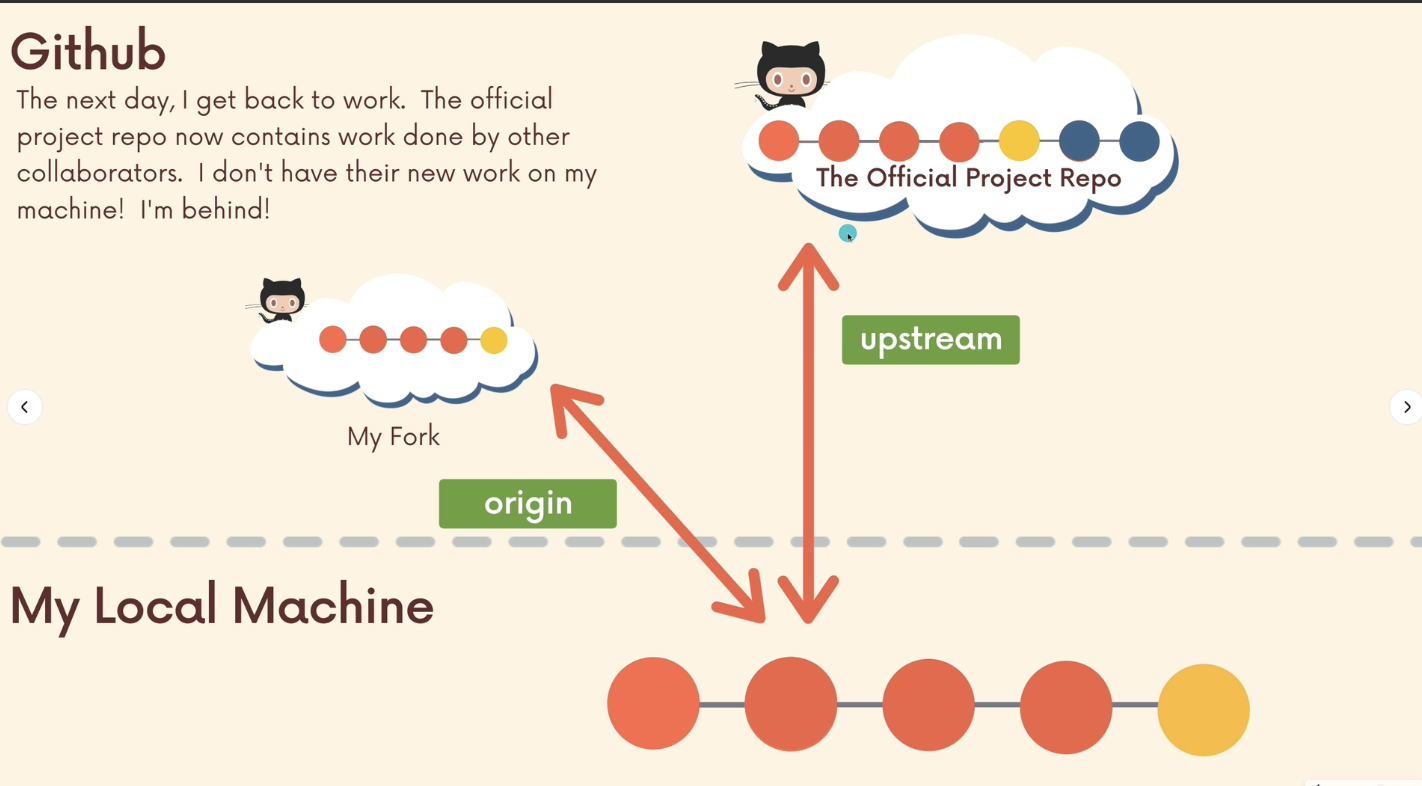 Github
The next day, I get back to work. The official
project repo now contains work done by other
collaborators. I don't have their new work on my
machine! I'm behind!
The Official Project Repo
upstream
My Fork
origin
My Local Machine